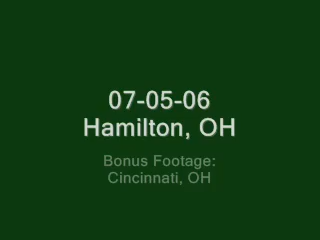 07-05-06
Hamilton, OH
Bonus Footage:
Cincinnati, OH